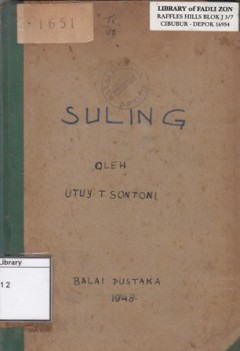 1651
LIBRARY of FADLI ZON
RAFFLES HILLS BLOK J 3/7
CIBUBUR - DEPOK 16954
SULING
OLEH
UTUY T SONTONI
Library
12
BALAI PUSTAKA
1948